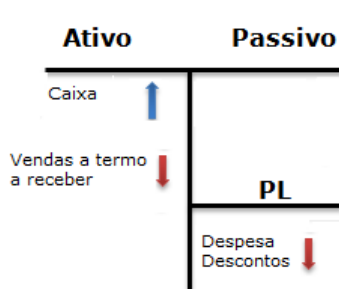 Ativo
Passivo
Caixa
Vendas a termo
a receber
PL
Despesa
Descontos